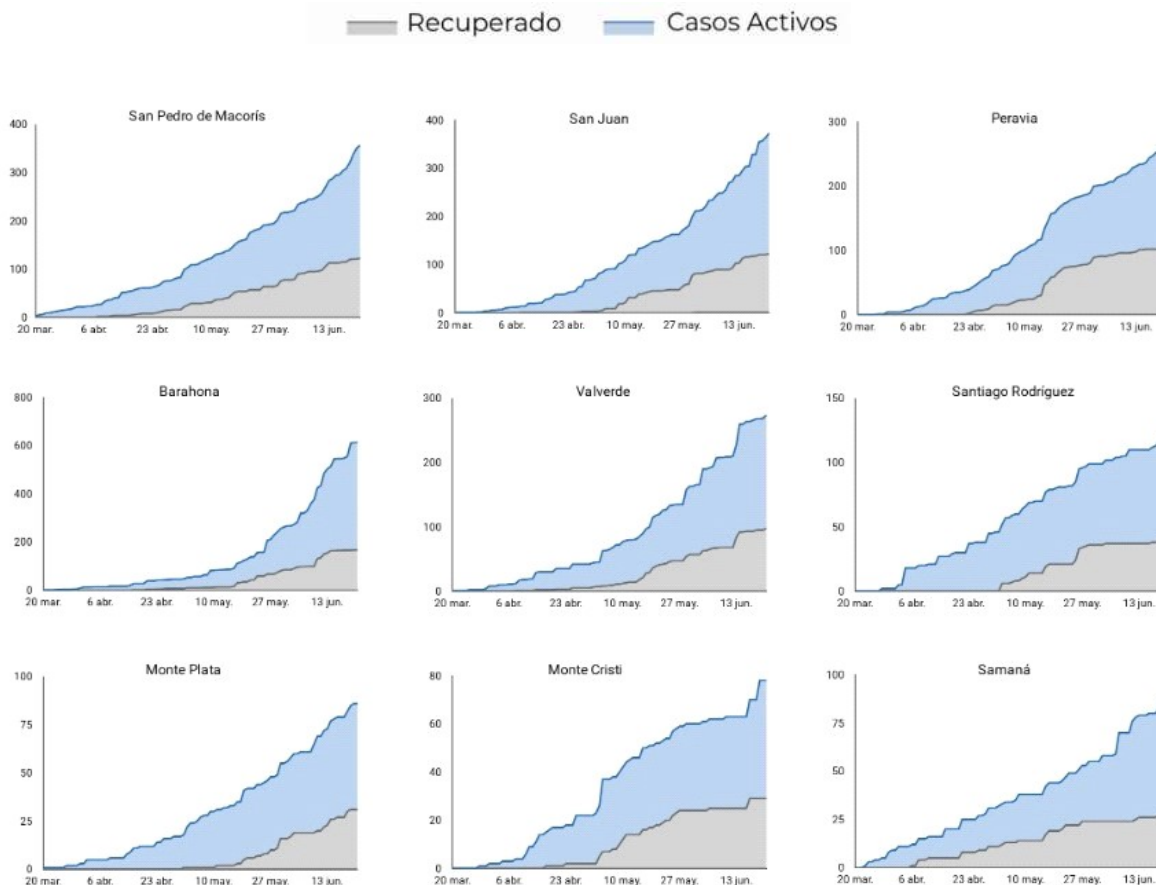 Recuperado Casos Activos
San Pedro de Macorís
400
300
200
100
0
20 mar. 6 abr. 23 abr. 10 may. 27 may. 13 jun.
San Juan
400
300
200
100
0
20 mar. 6 abr. 23 abr. 10 may. 27 may. 13 jun.
Peravia
300
200
100
0
20 mar. 6 abr. 23 abr. 10 may. 27 may. 13 jun.
Barahona
800
600
400
200
0
20 mar. 6 abr. 23 abr. 10 may. 27 may. 13 jun.
Valverde
300
200
100
0
20 mar. 6 abr. 23 abr. 10 may. 27 may. 13 jun.
Santiago Rodríguez
150
100
50
0
20 mar. 6 abr. 23 abr. 10 may. 27 may. 13 jun.
Monte Plata
100
75
50
25
0
20 mar. 6 abr. 23 abr. 10 may. 27 may. 13 jun.
Monte Cristi
80
60
40
20
0
20 mar. 6 abr. 23 abr. 10 may. 27 may. 13 jun.
Samaná
100
75
50
25
0
20 mar. 6 abr. 23 abr. 10 may. 27 may. 13 jun.